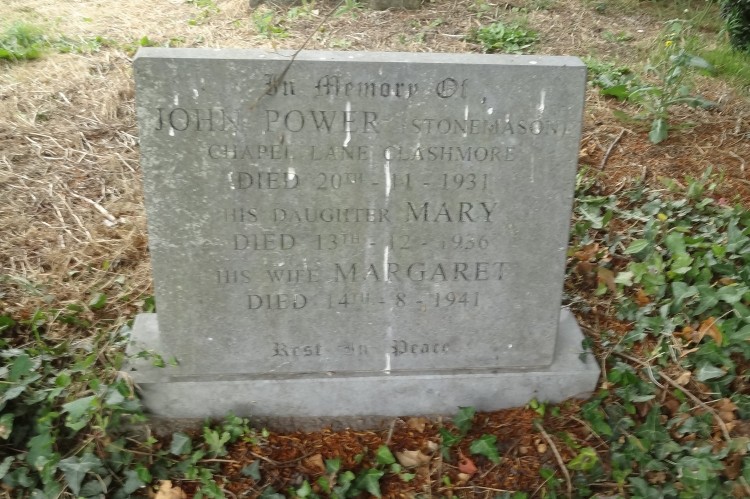 In Memory Of
JOHN POWER (STONEMASON)
CHAPEL LANE CLASHMORE
DIED 20TH - 11 - 1931
HIS DAUGHTER MARY
DIED 13TH - 12 - 1936
HIS WIFE MARGARET
DIED 14TH - 8 - 1941
Rest In Peace